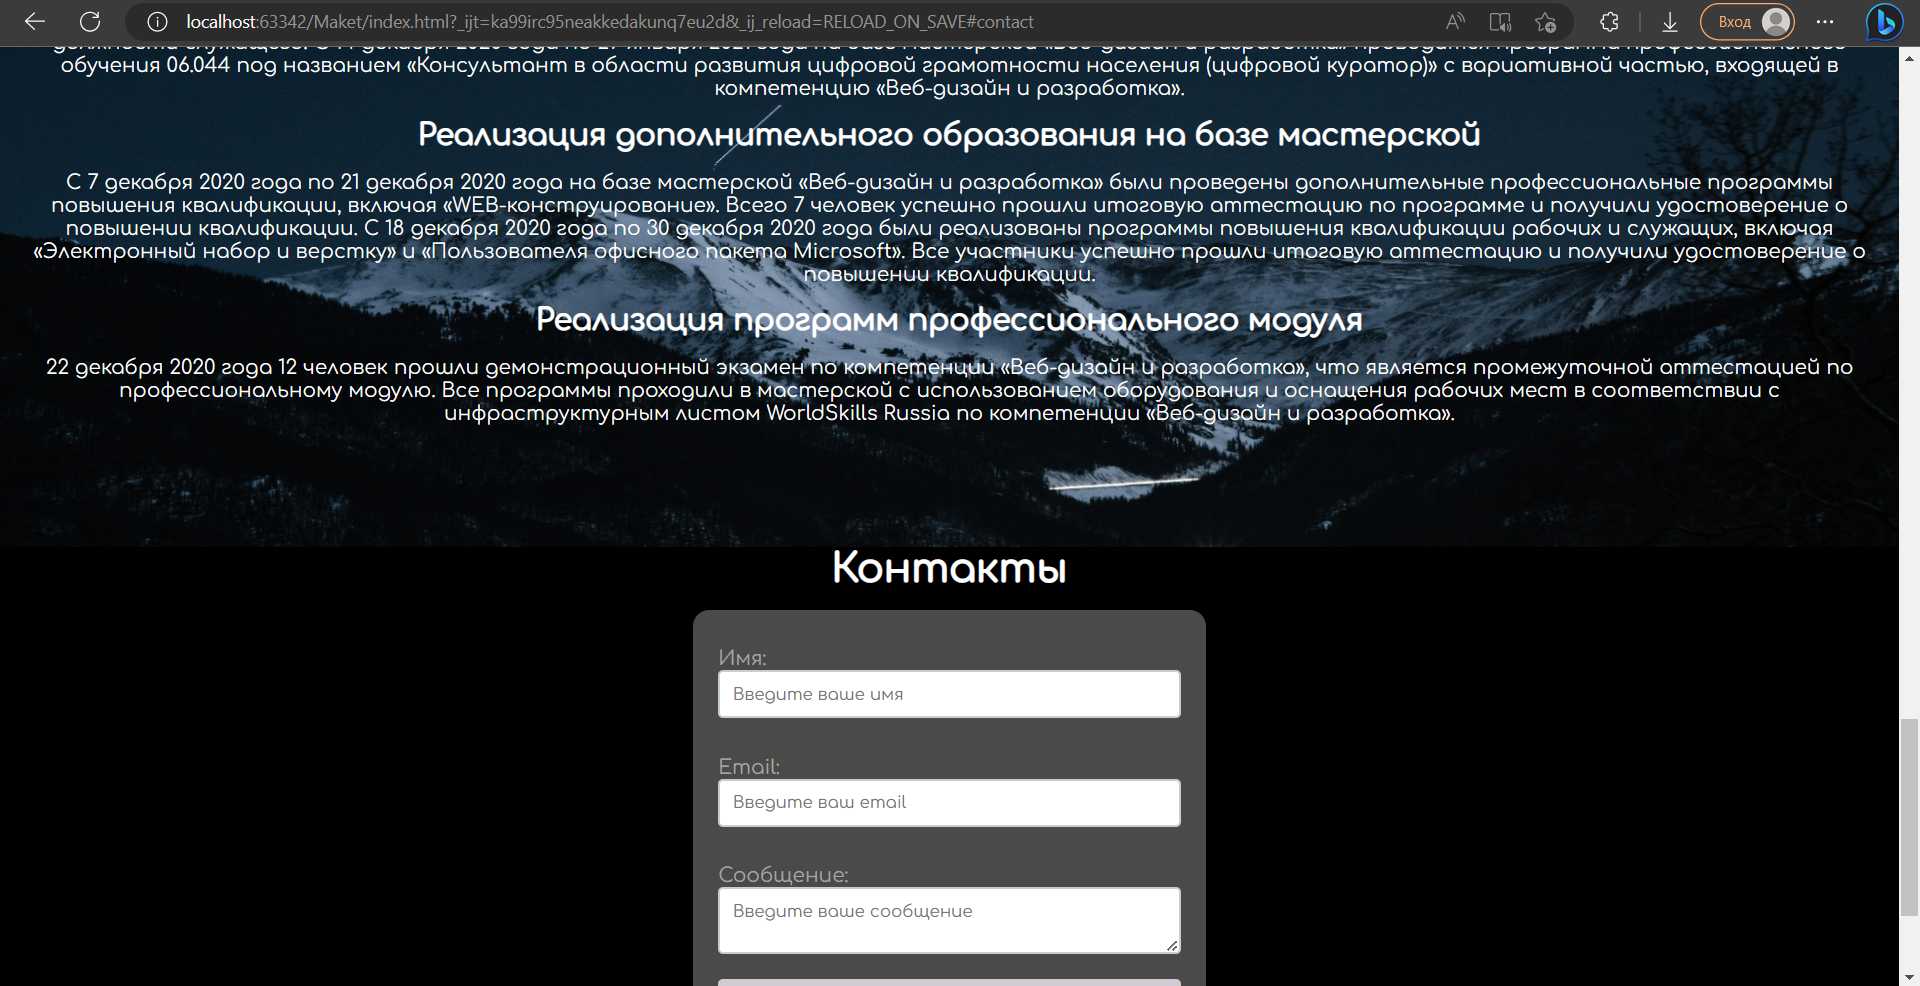 localhost:63342/Maket/index.html?_ijt=ka99irc95neakkedakunq7eu2d&_ij_reload=RELOAD_ON_SAVE#contact
Вход
обучения 06.044 под названием «Консультант в области развития цифровой грамотности населения (цифровой куратор)» с вариативной частью, входящей в
компетенцию «Веб-дизайн и разработка».
Реализация дополнительного образования на базе мастерской
С 7 декабря 2020 года по 21 декабря 2020 года на базе мастерской «Веб-дизайн и разработка» были проведены дополнительные профессиональные программы
повышения квалификации, включая «WEB-конструирование». Всего 7 человек успешно прошли итоговую аттестацию по программе и получили удостоверение о
повышении квалификации. С 18 декабря 2020 года по 30 декабря 2020 года были реализованы программы повышения квалификации рабочих и служащих, включая
«Электронный набор и верстку» и «Пользователя офисного пакета Microsoft». Все участники успешно прошли итоговую аттестацию и получили удостоверение о
повышении квалификации.
Реализация программ профессионального модуля
22 декабря 2020 года 12 человек прошли демонстрационный экзамен по компетенции «Веб-дизайн и разработка», что является промежуточной аттестацией по
профессиональному модулю. Все программы проходили в мастерской с использованием оборудования и оснащения рабочих мест в соответствии с
инфраструктурным листом WorldSkills Russia по компетенции «Веб-дизайн и разработка».
Контакты
Имя:
Введите ваше имя
Email:
Введите ваш email
Сообщение:
Введите ваше сообщение